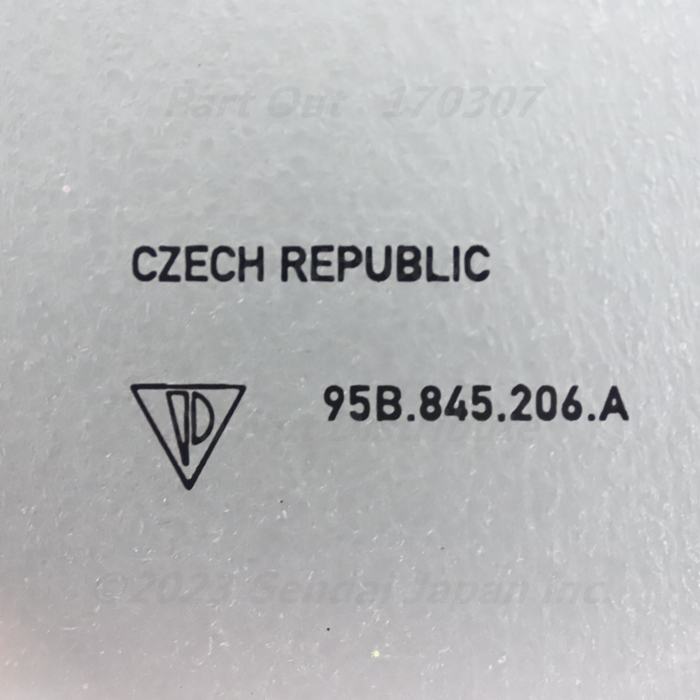 Part Out 170307
CZECH REPUBLIC
95B.845.206.A
©2023 Sendai Japan Inc.